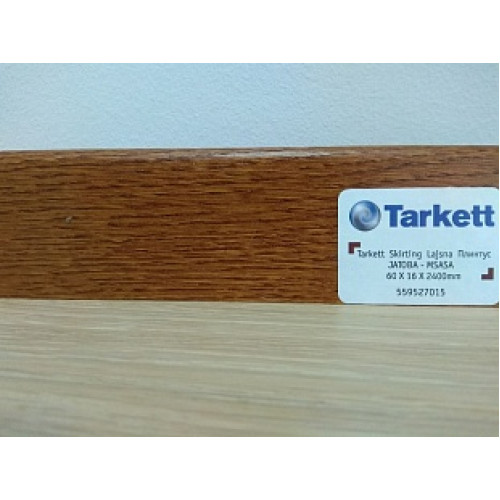 Tarkett
Tarkett Skirting Lajsna Плинтус
JATOBA - MSASA
60 X 16 X 2400mm
559527015